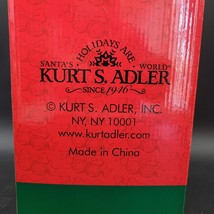 HOLIDAYS ARE
SANTA'S WORLD
KURT S. ADLER
SINCE 1946
© KURT S. ADLER, INC.
NY, NY 10001
www.kurtadler.com
Made in China